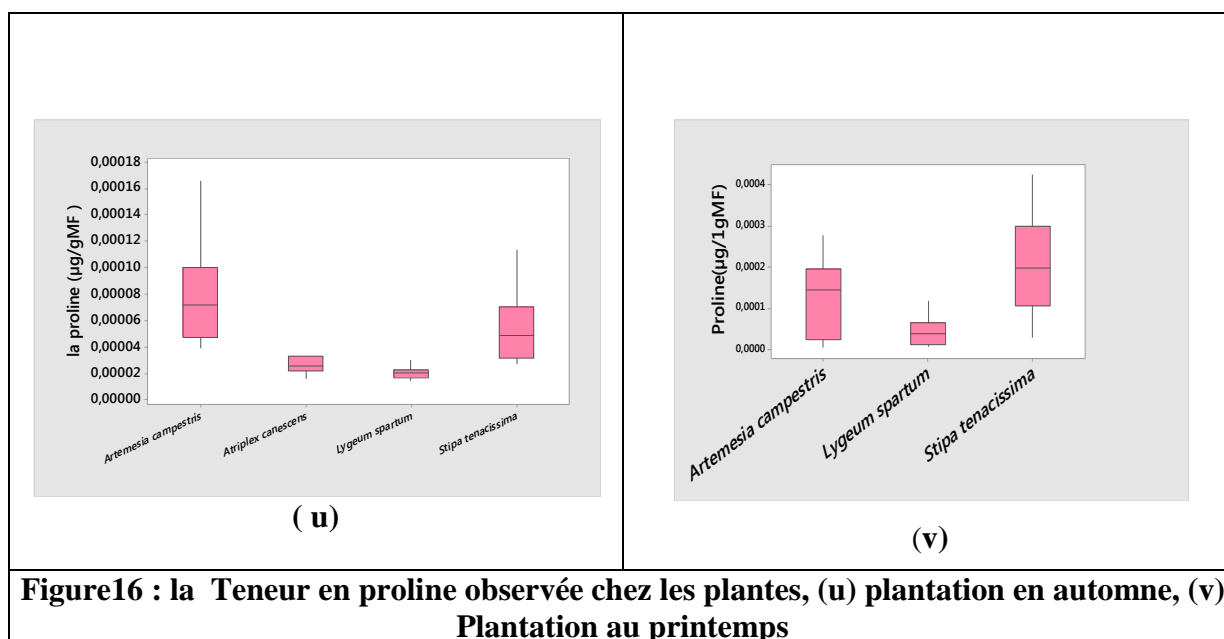 la proline (µg/gMF )
0,00018
0,00016
0,00014
0,00012
0,00010
0,00008
0,00006
0,00004
0,00002
0,00000
Artemesia campestris
Atriplex canescens
Lygeum spartum
Stipa tenacissima
( u)
Proline(µg/1gMF)
0,0004
0,0003
0,0002
0,0001
0,0000
Artemesia campestris
Lygeum spartum
Stipa tenacissima
(v)
Figure16 : la Teneur en proline observée chez les plantes, (u) plantation en automne, (v)
Plantation au printemps